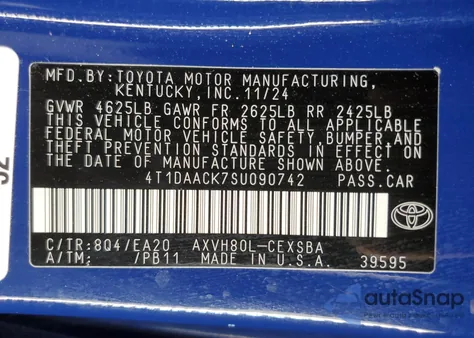 MFD.BY:TOYOTA MOTOR MANUFACTURING,
KENTUCKY,INC.11/24
GVWR 4625LB GAWR FR 2625LB RR 2425LB
THIS VEHICLE CONFORMS TO ALL APPLICABLE
FEDERAL MOTOR VEHICLE SAFETY, BUMPER,AND
THEFT PREVENTION STANDARDS IN EFFECT ON
THE DATE OF MANUFACTURE SHOWN ABOVE.
4T1DAACK7SU090742 PASS.CAR
TOYOTA
C/TR:8Q4/EA20 AXVH80L-CEXSBA
A/TM: /PB11 MADE IN U.S.A. 39595
autoSnap